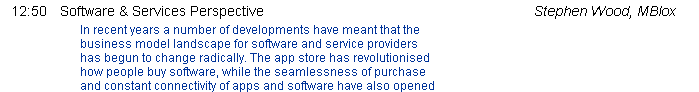 12:50 Software & Services Perspective Stephen Wood, MBlox
In recent years a number of developments have meant that the
business model landscape for software and service providers
has begun to change radically. The app store has revolutionised
how people buy software, while the seamlessness of purchase
and constant connectivity of apps and software have also opened